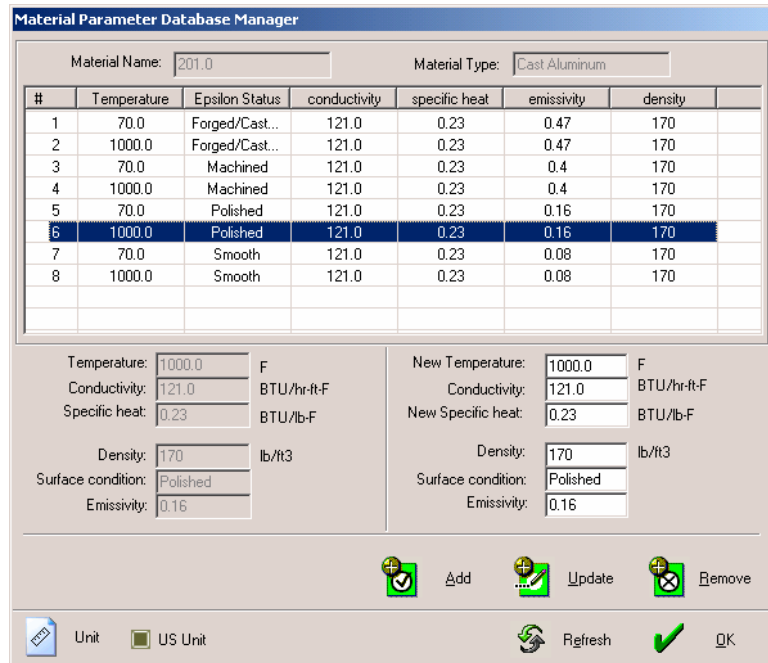 Material Parameter Database Manager
Material Name: 201.0 Material Type: Cast Aluminum
# Temperature Epsilon Status conductivity specific heat emissivity density
1 70.0 Forged/Cast... 121.0 0.23 0.47 170
2 1000.0 Forged/Cast... 121.0 0.23 0.47 170
3 70.0 Machined 121.0 0.23 0.4 170
4 1000.0 Machined 121.0 0.23 0.4 170
5 70.0 Polished 121.0 0.23 0.16 170
6 1000.0 Polished 121.0 0.23 0.16 170
7 70.0 Smooth 121.0 0.23 0.08 170
8 1000.0 Smooth 121.0 0.23 0.08 170
Temperature: 1000.0 F
Conductivity: 121.0 BTU/hr-ft-F
Specific heat: 0.23 BTU/lb-F
Density: 170 lb/ft3
Surface condition: Polished
Emissivity: 0.16
New Temperature: 1000.0 F
Conductivity: 121.0 BTU/hr-ft-F
New Specific heat: 0.23 BTU/lb-F
Density: 170 lb/ft3
Surface condition: Polished
Emissivity: 0.16
Add Update Remove
Unit US Unit Refresh OK